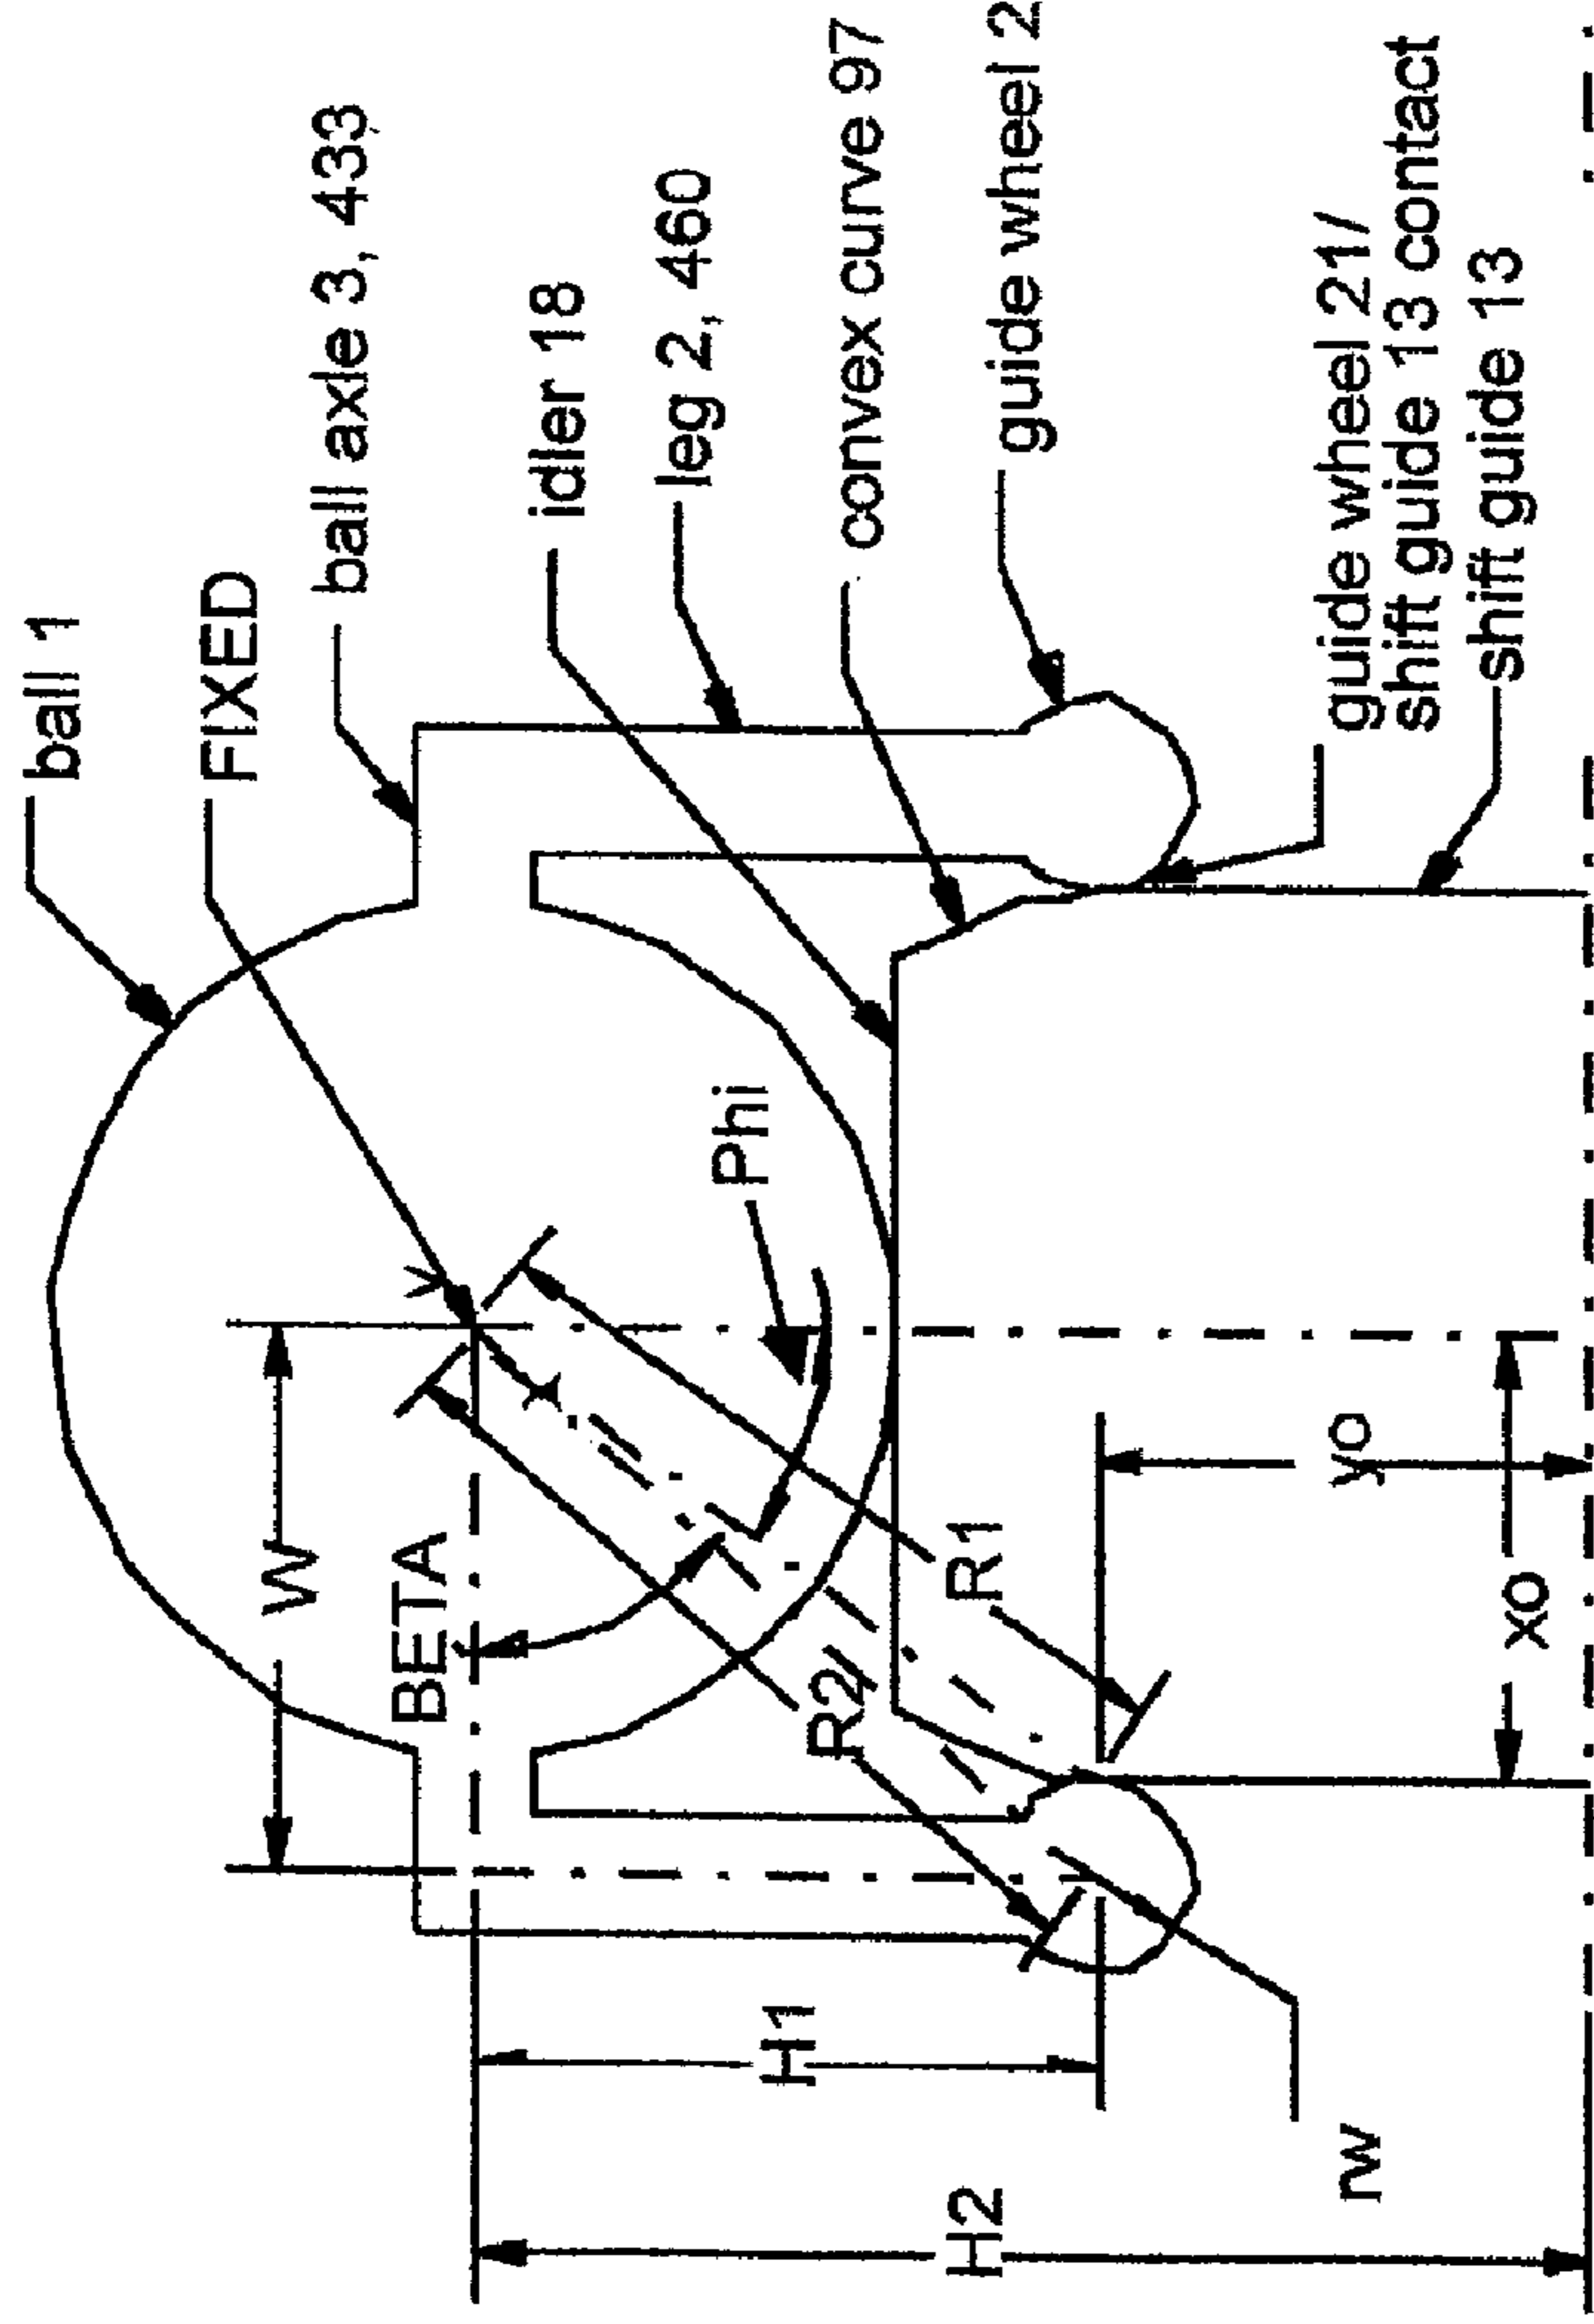 ball 1
FIXED
ball axle 3, 433,
idler 18
leg 2, 460
convex curve 97
guide wheel 2
guide wheel 21/
shift guide 13 contact
shift guide 13
Phi
Y
X
W
BETA
R1
R2
yo
xo
H1
H2
rw